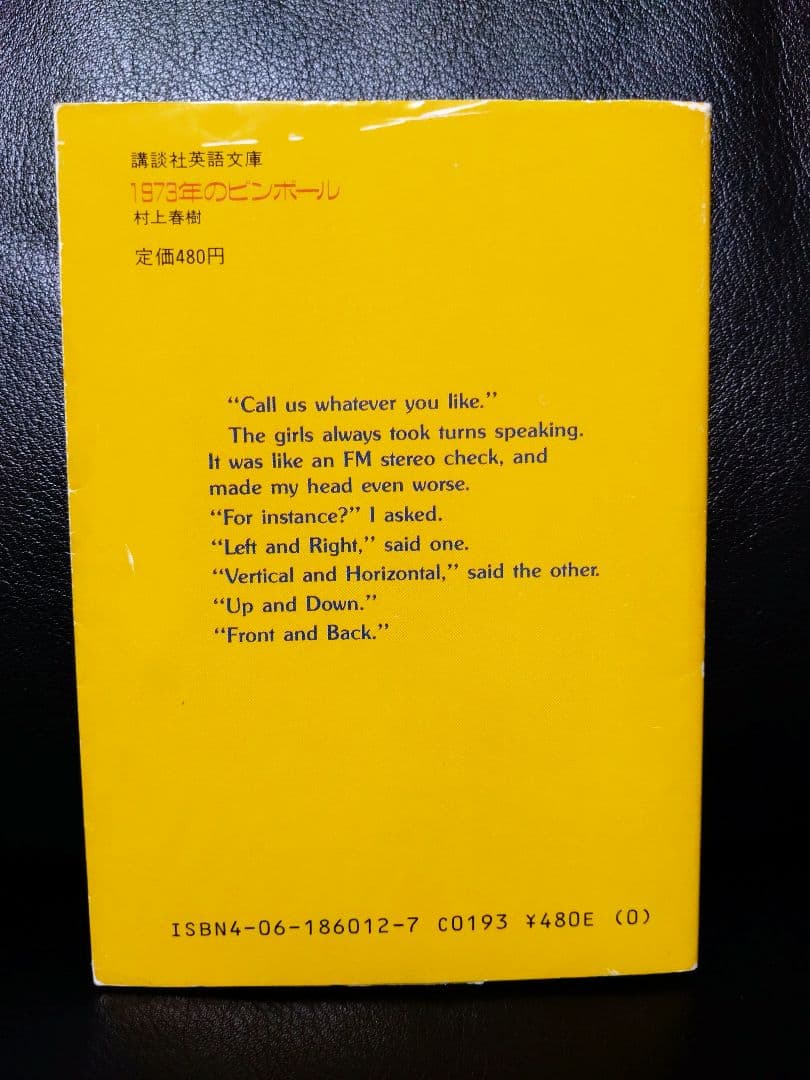 講談社英語文庫
1973年のピンボール
村上春樹
定価480円
“Call us whatever you like.”
The girls always took turns speaking.
It was like an FM stereo check, and
made my head even worse.
“For instance?” I asked.
“Left and Right,” said one.
“Vertical and Horizontal,” said the other.
“Up and Down.”
“Front and Back.”
ISBN4-06-186012-7 C0193 ¥480E (0)